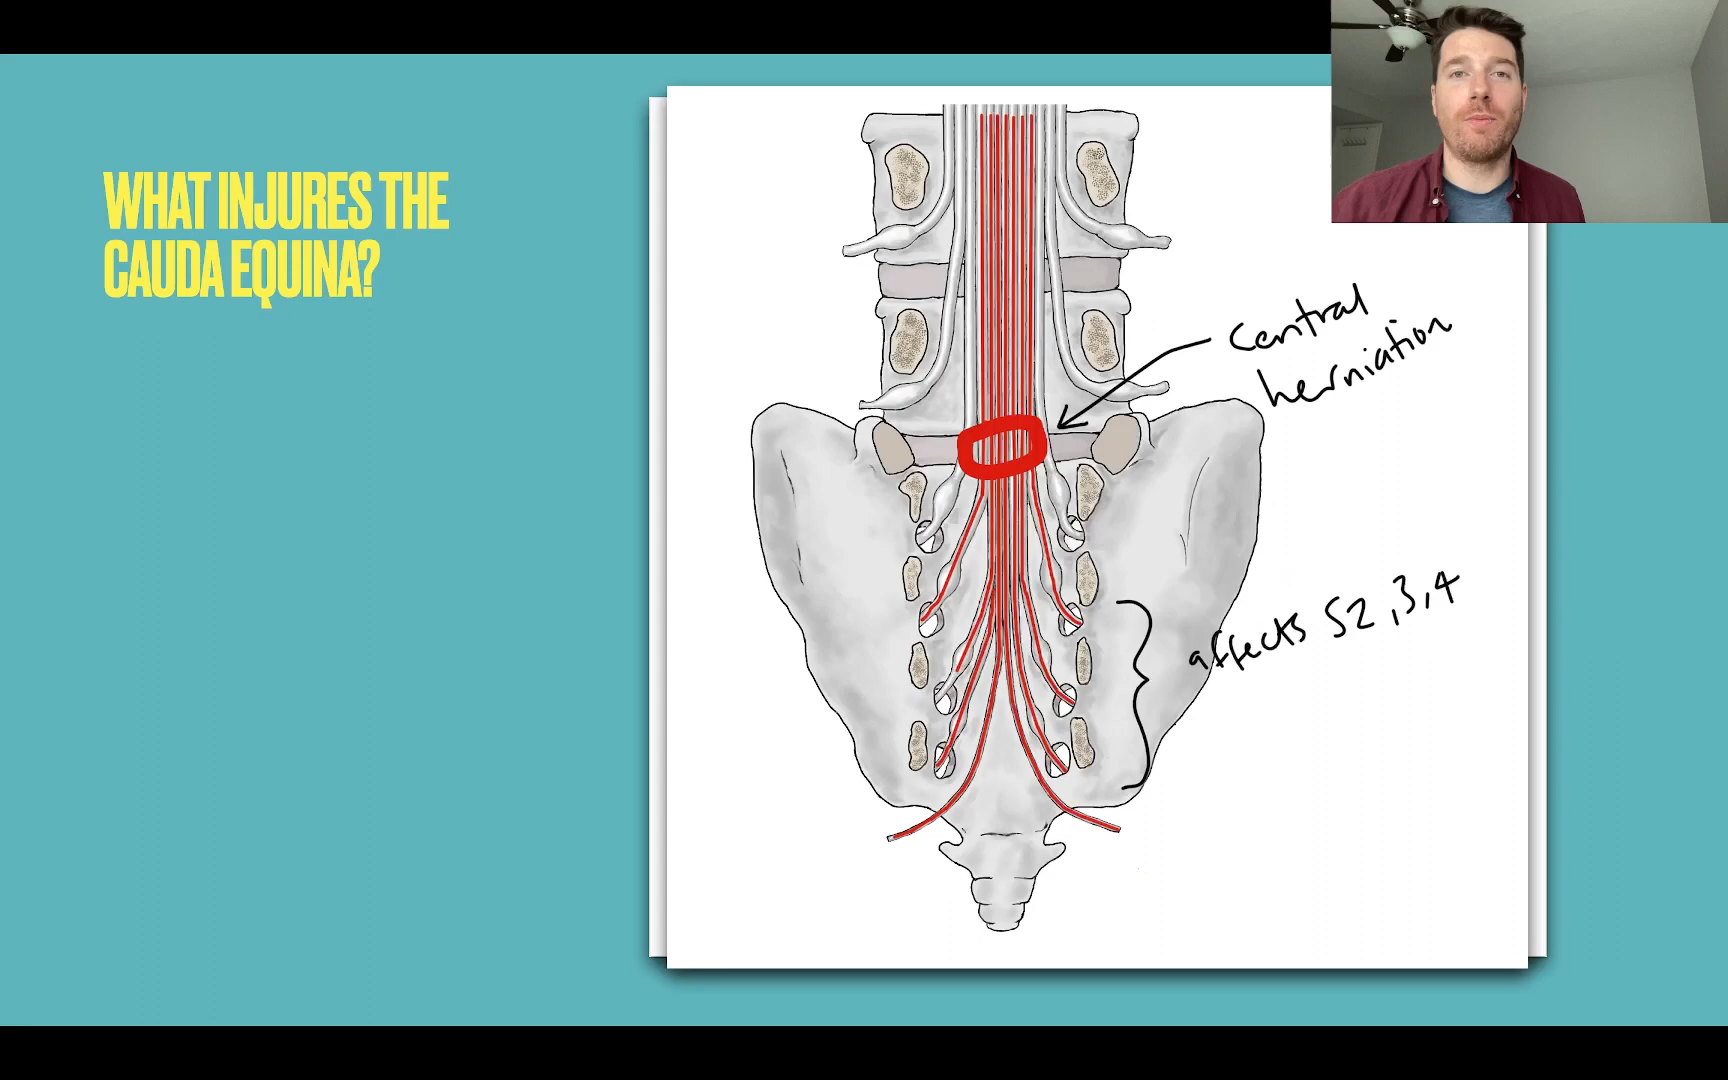 WHAT INJURES THE
CAUDA EQUINA?
central
herniation
affects S2,3,4